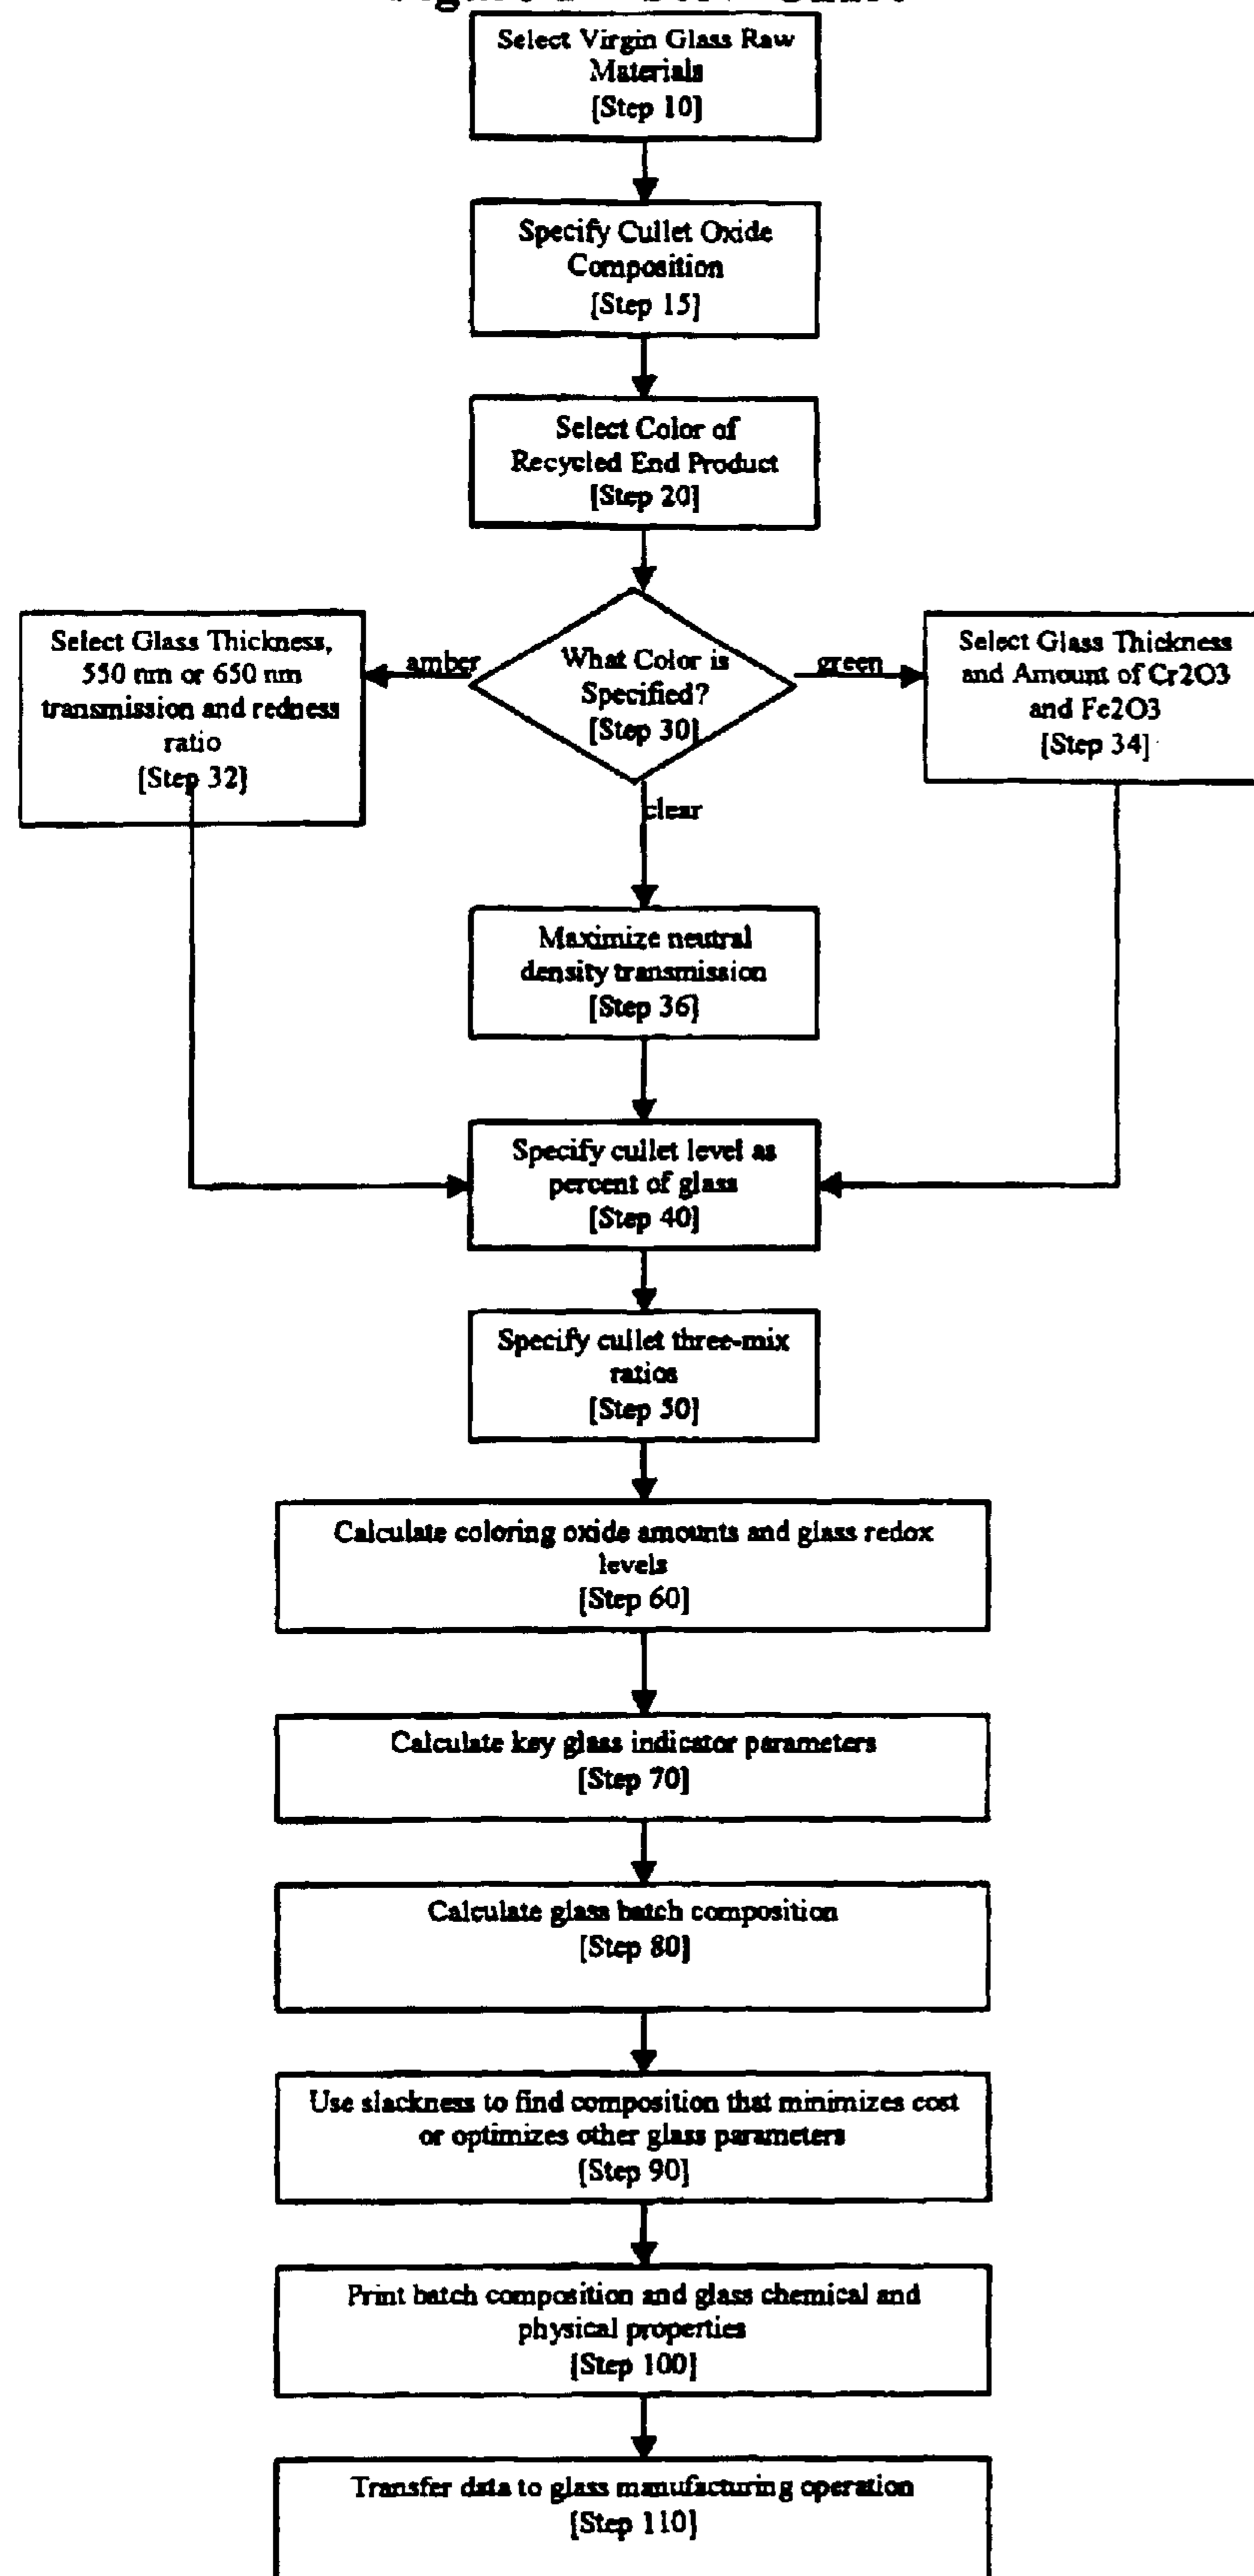 Select Virgin Glass Raw
Materials
[Step 10]
Specify Cullet Oxide
Composition
[Step 15]
Select Color of
Recycled End Product
[Step 20]
What Color is
Specified?
[Step 30]
amber
green
clear
Select Glass Thickness,
550 nm or 650 nm
transmission and redness
ratio
[Step 32]
Select Glass Thickness
and Amount of Cr2O3
and Fe2O3
[Step 34]
Maximize neutral
density transmission
[Step 36]
Specify cullet level as
percent of glass
[Step 40]
Specify cullet three-mix
ratios
[Step 50]
Calculate coloring oxide amounts and glass redox
levels
[Step 60]
Calculate key glass indicator parameters
[Step 70]
Calculate glass batch composition
[Step 80]
Use slackness to find composition that minimizes cost
or optimizes other glass parameters
[Step 90]
Print batch composition and glass chemical and
physical properties
[Step 100]
Transfer data to glass manufacturing operation
[Step 110]